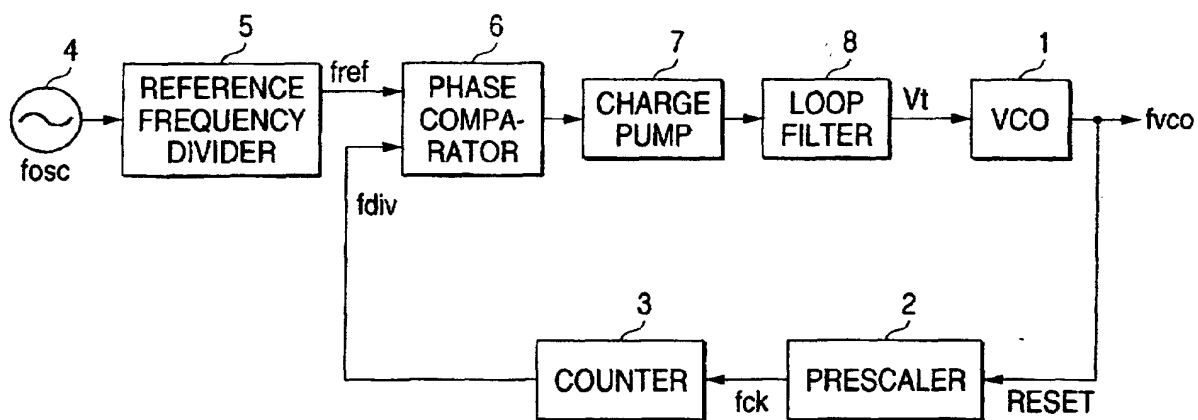 4
fosc
5
REFERENCE
FREQUENCY
DIVIDER
fref
6
PHASE
COMPA-
RATOR
7
CHARGE
PUMP
8
LOOP
FILTER
Vt
1
VCO
fvco
fdiv
3
COUNTER
fck
2
PRESCALER
RESET